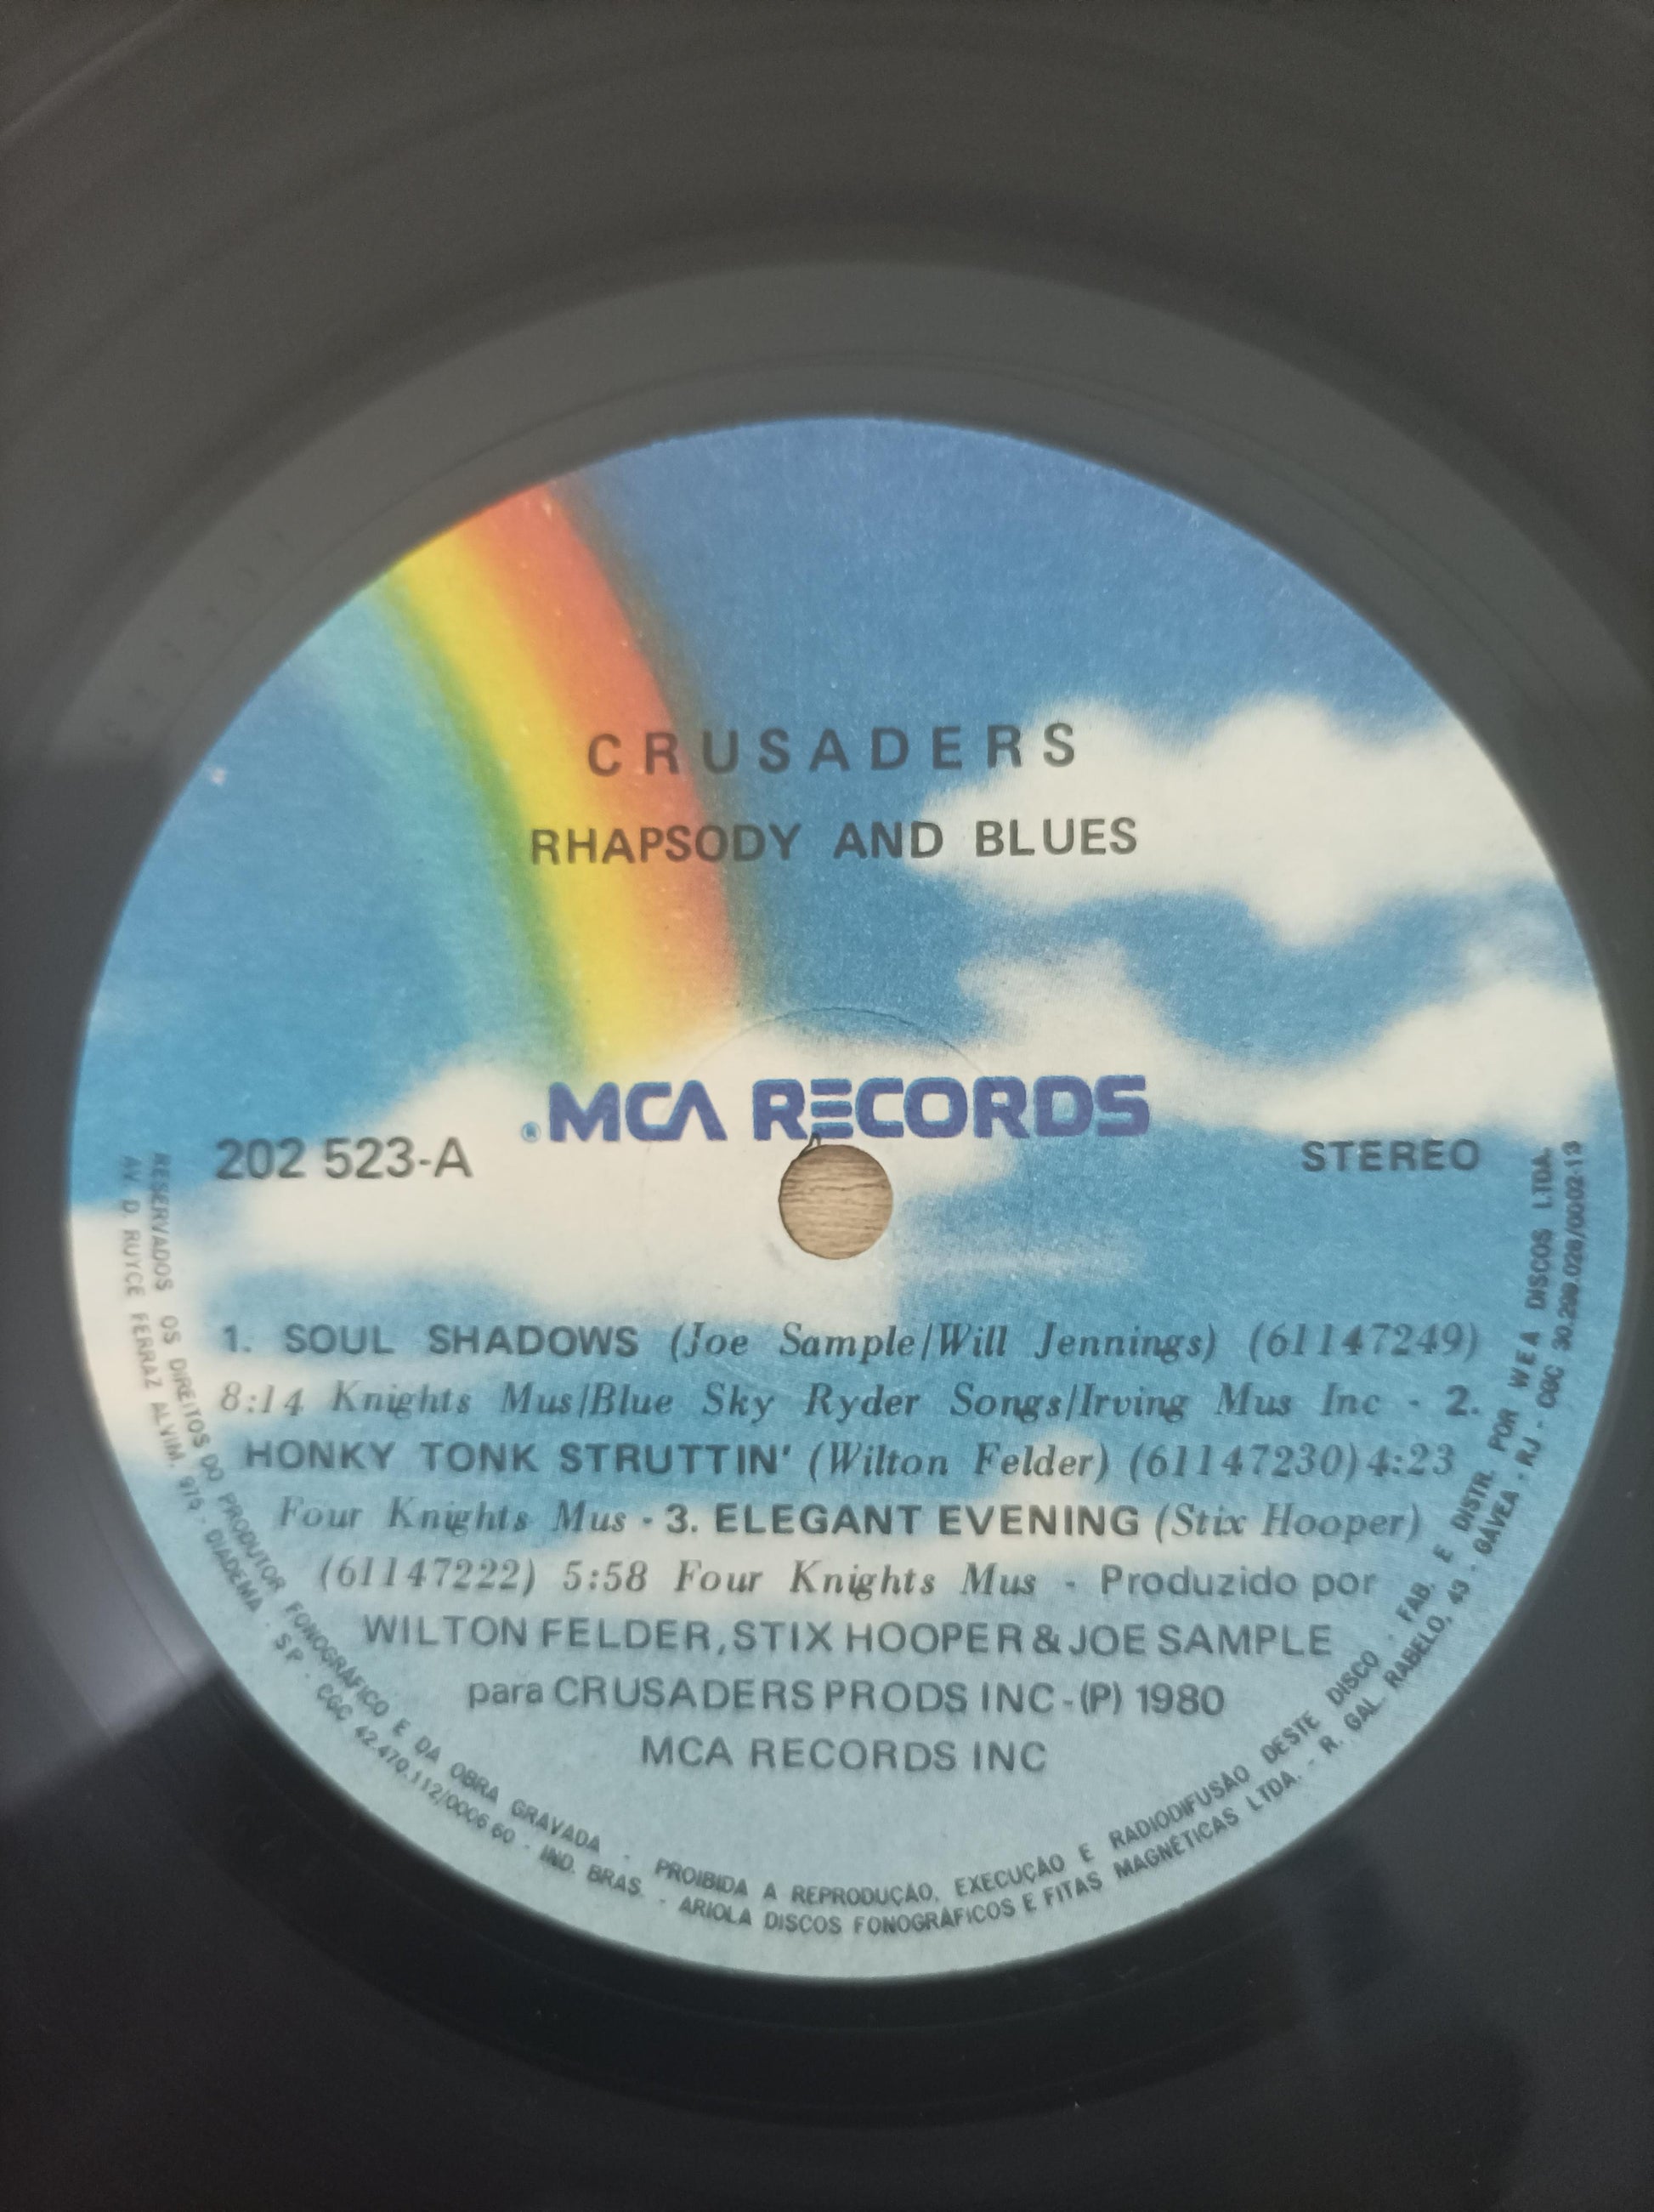 CRUSADERS
RHAPSODY AND BLUES
® MCA RECORDS
202 523-A
STEREO
1. SOUL SHADOWS (Joe Sample/Will Jennings) (61147249)
8:14 Knights Mus/Blue Sky Ryder Songs/Irving Mus Inc - 2.
HONKY TONK STRUTTIN' (Wilton Felder) (61147230) 4:23
Four Knights Mus - 3. ELEGANT EVENING (Stix Hooper)
(61147222) 5:58 Four Knights Mus - Produzido por
WILTON FELDER, STIX HOOPER & JOE SAMPLE
para CRUSADERS PRODS INC - (P) 1980
MCA RECORDS INC
RESERVADOS OS DIREITOS DO PRODUTOR FONOGRÁFICO E DA OBRA GRAVADA - PROIBIDA A REPRODUÇÃO, EXECUÇÃO E RADIODIFUSÃO DESTE DISCO - FAB. E DISTR. POR WEA DISCOS LTDA.
AV. D. RUYCE FERRAZ ALVIM, - DIADEMA - SP - CGC 42.470.112/0006 60 - IND. BRAS. - ARIOLA DISCOS FONOGRÁFICOS E FITAS MAGNÉTICAS LTDA. - R. GAL. RABELO, 43 - GÁVEA - RJ - CGC